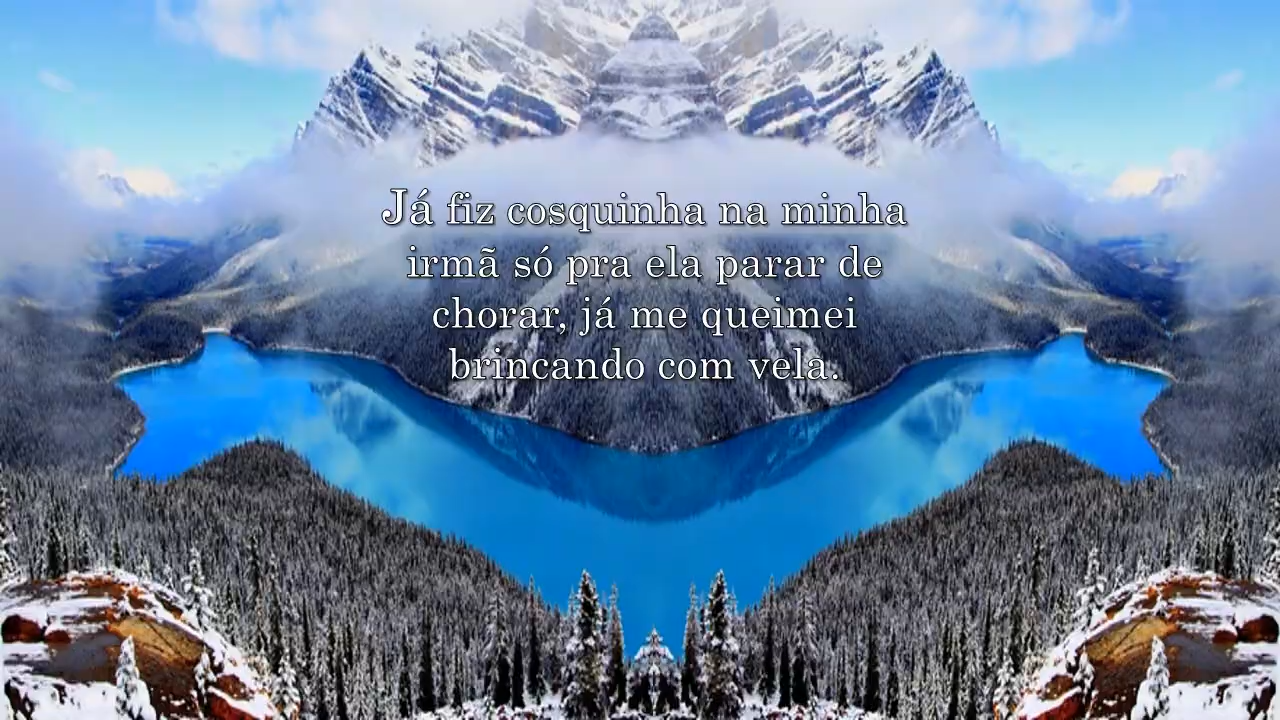 Já fiz cosquinha na minha
irmã só pra ela parar de
chorar, já me queimei
brincando com vela.